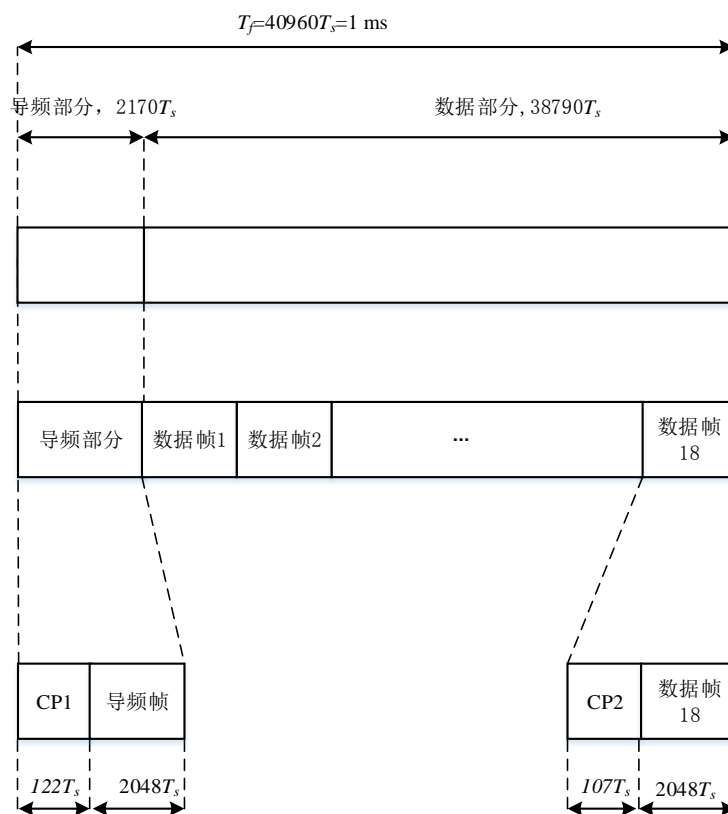 T_f=40960T_s=1 ms
导频部分，2170T_s
数据部分,38790T_s
导频部分
数据帧1
数据帧2
...
数据帧
18
CP1
导频帧
CP2
数据帧
18
122T_s
2048T_s
107T_s
2048T_s